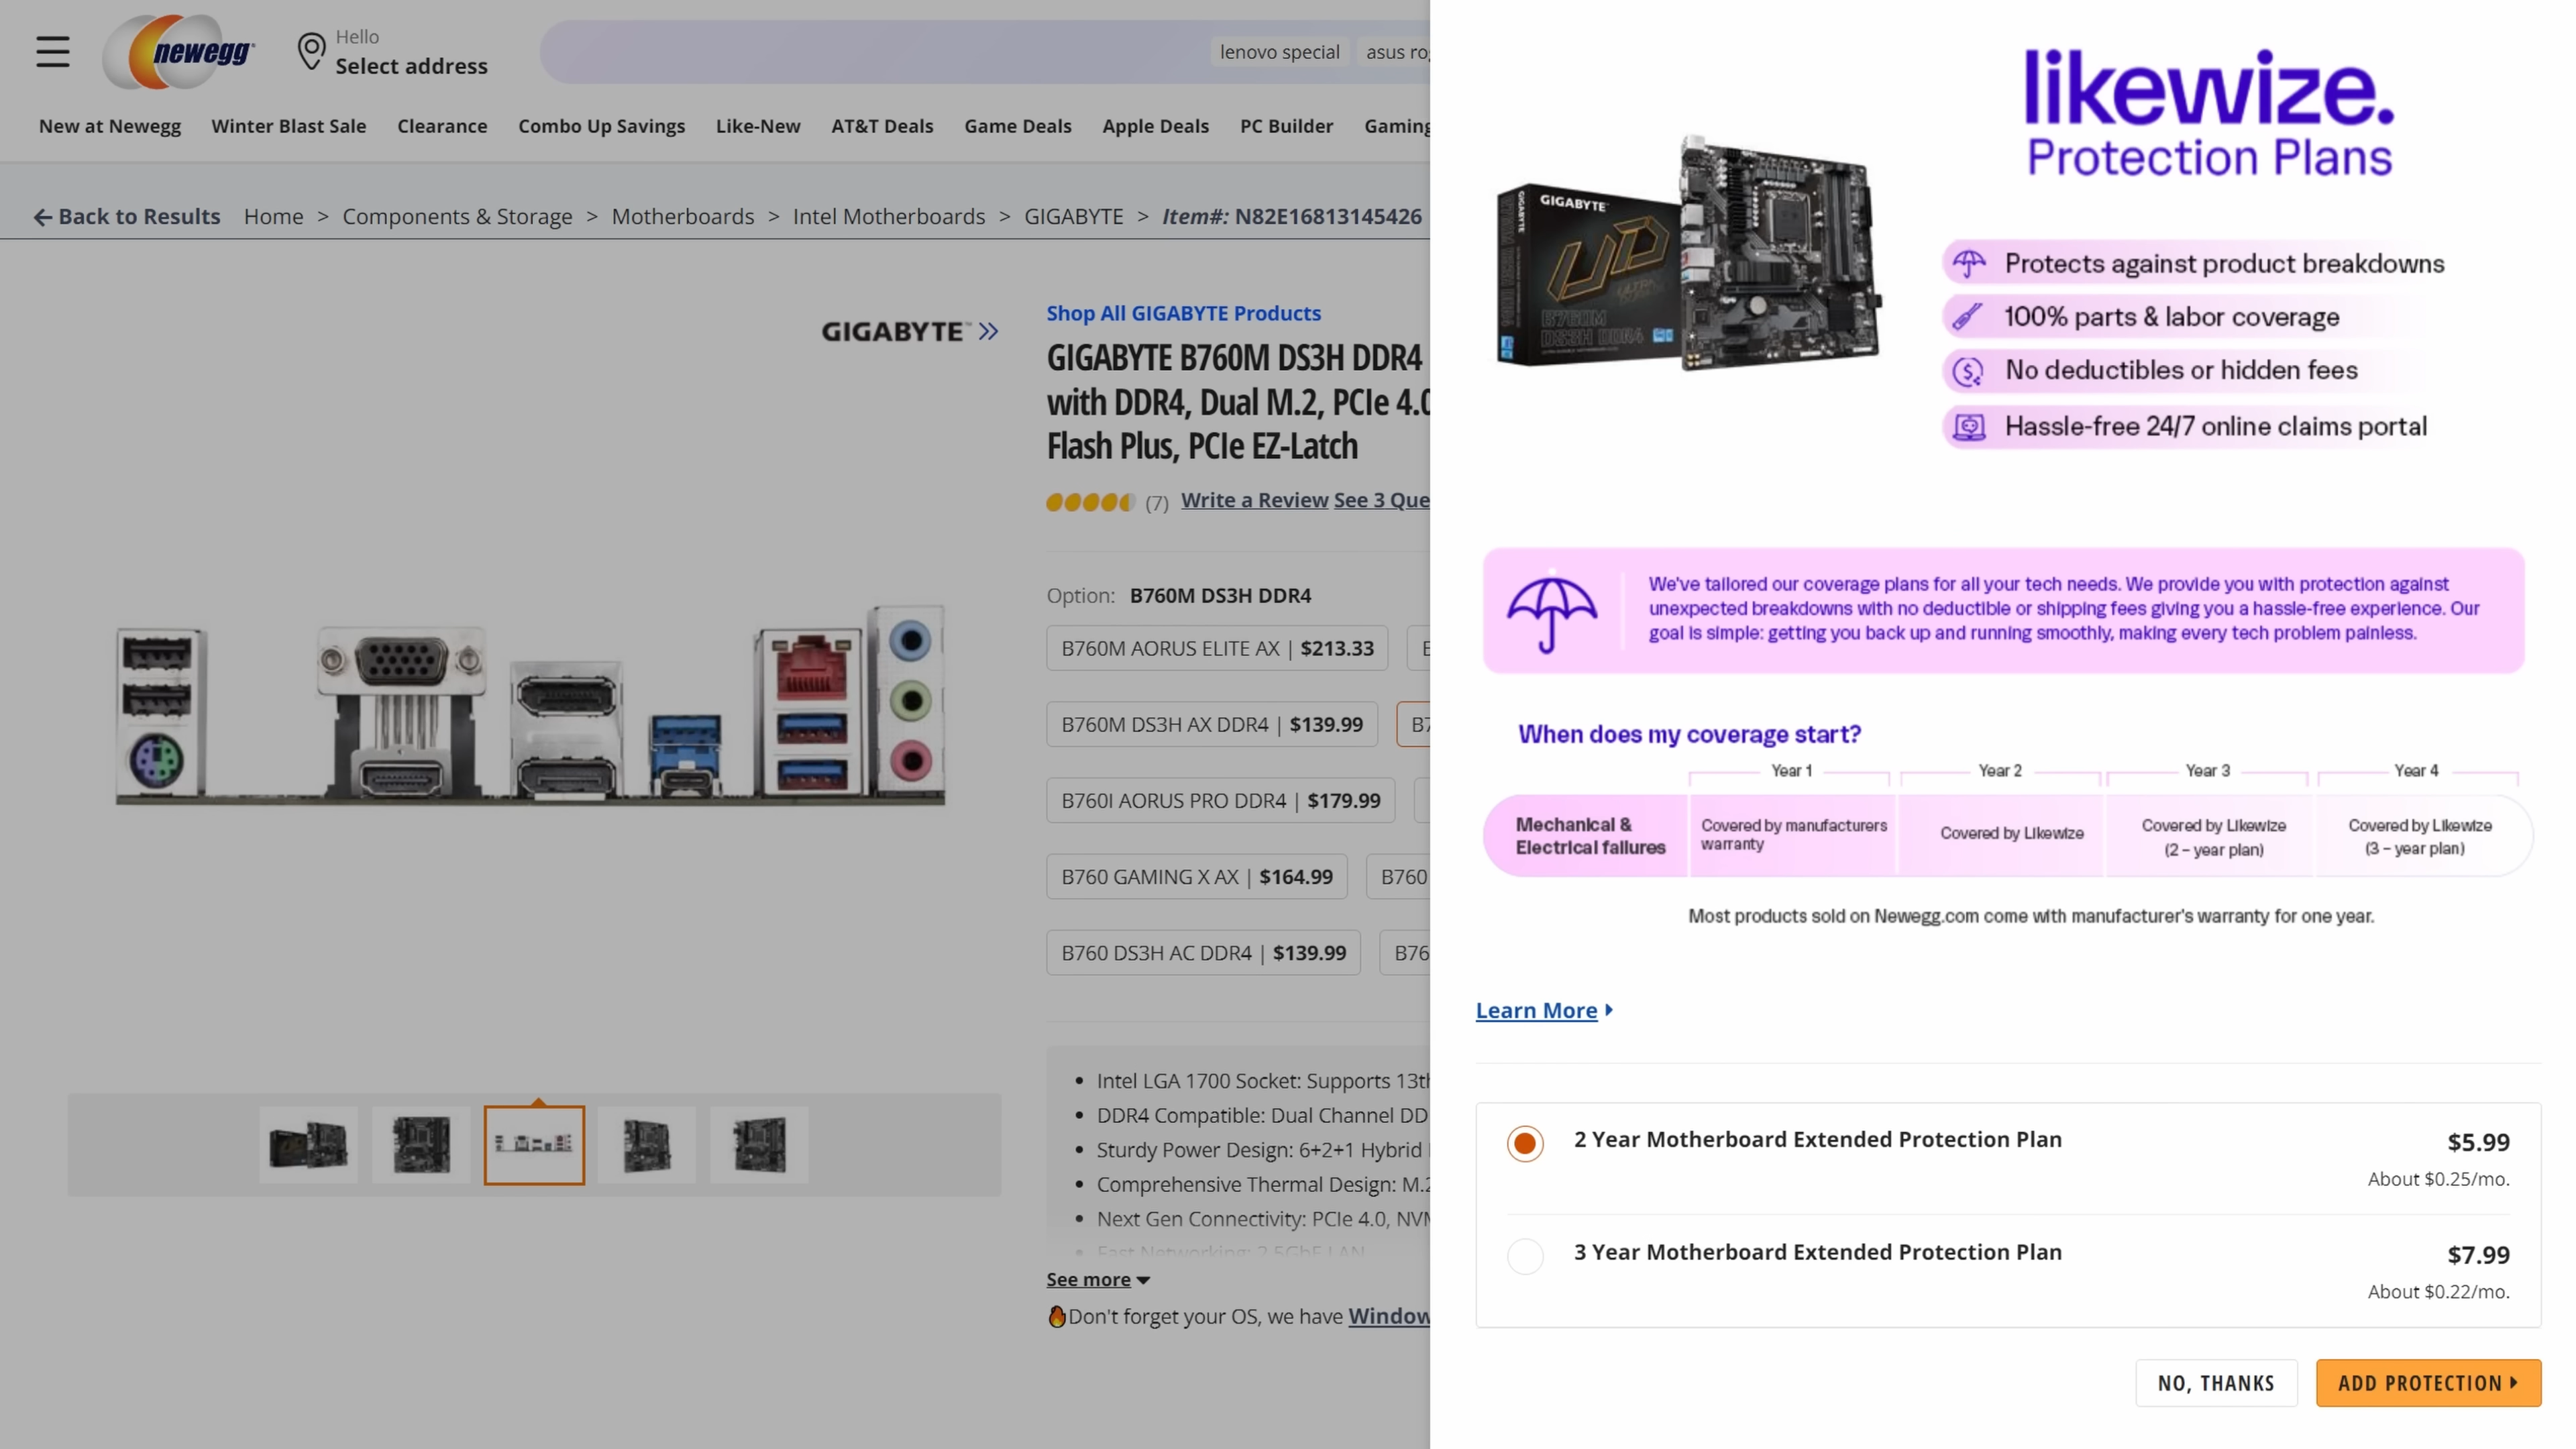 newegg
Hello
Select address
lenovo special
asus ro
New at Newegg
Winter Blast Sale
Clearance
Combo Up Savings
Like-New
AT&T Deals
Game Deals
Apple Deals
PC Builder
Gaming
Back to Results
Home > Components & Storage > Motherboards > Intel Motherboards > GIGABYTE > Item#: N82E16813145426
GIGABYTE
Shop All GIGABYTE Products
GIGABYTE B760M DS3H DDR4
with DDR4, Dual M.2, PCIe 4.0
Flash Plus, PCIe EZ-Latch
(7) Write a Review See 3 Que
Option: B760M DS3H DDR4
B760M AORUS ELITE AX | $213.33
B760M DS3H AX DDR4 | $139.99
B7
B760I AORUS PRO DDR4 | $179.99
B760 GAMING X AX | $164.99
B760
B760 DS3H AC DDR4 | $139.99
B76
Intel LGA 1700 Socket: Supports 13th
DDR4 Compatible: Dual Channel DD
Sturdy Power Design: 6+2+1 Hybrid
Comprehensive Thermal Design: M.2
Next Gen Connectivity: PCIe 4.0, NVM
Fast Networking: 2.5GbE LAN
See more
Don't forget your OS, we have Window
likewize.
Protection Plans
GIGABYTE
UD
B760M
DS3H DDR4
Protects against product breakdowns
100% parts & labor coverage
No deductibles or hidden fees
Hassle-free 24/7 online claims portal
We've tailored our coverage plans for all your tech needs. We provide you with protection against
unexpected breakdowns with no deductible or shipping fees giving you a hassle-free experience. Our
goal is simple: getting you back up and running smoothly, making every tech problem painless.
When does my coverage start?
Year 1
Year 2
Year 3
Year 4
Mechanical &
Electrical failures
Covered by manufacturers
warranty
Covered by Likewize
Covered by Likewize
(2 – year plan)
Covered by Likewize
(3 – year plan)
Most products sold on Newegg.com come with manufacturer's warranty for one year.
Learn More
2 Year Motherboard Extended Protection Plan
$5.99
About $0.25/mo.
3 Year Motherboard Extended Protection Plan
$7.99
About $0.22/mo.
NO, THANKS
ADD PROTECTION